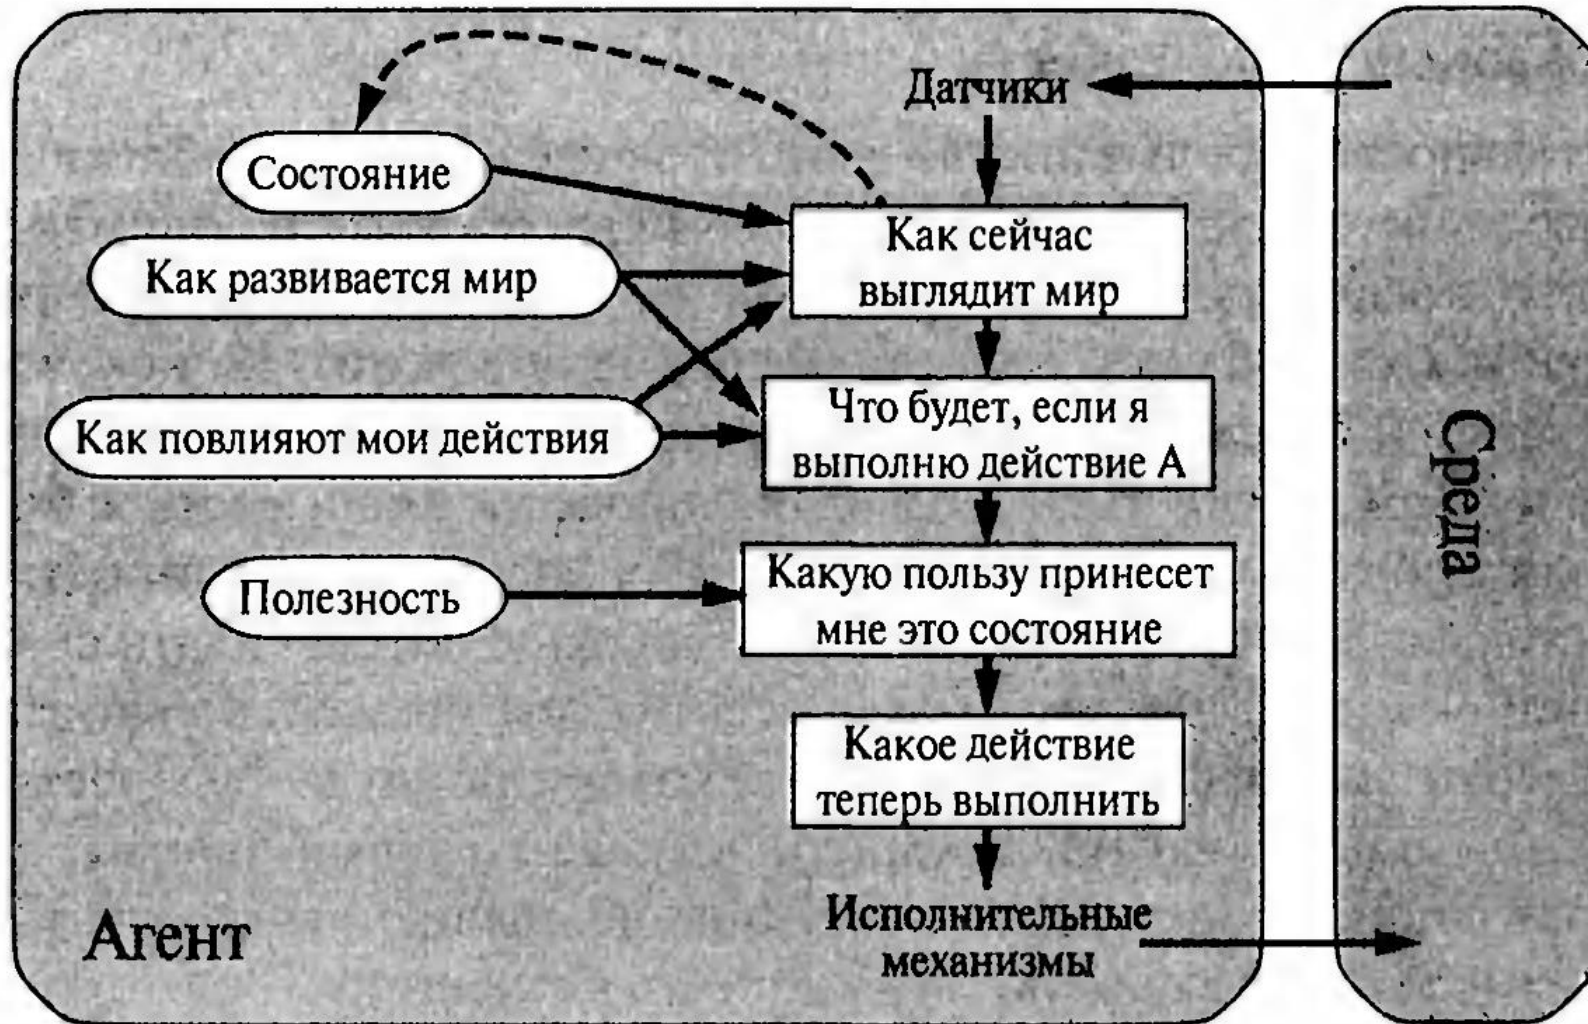 Датчики
Состояние
Как сейчас
выглядит мир
Как развивается мир
Что будет, если я
выполню действие А
Как повлияют мои действия
Среда
Какую пользу принесет
мне это состояние
Полезность
Какое действие
теперь выполнить
Исполнительные
механизмы
Агент